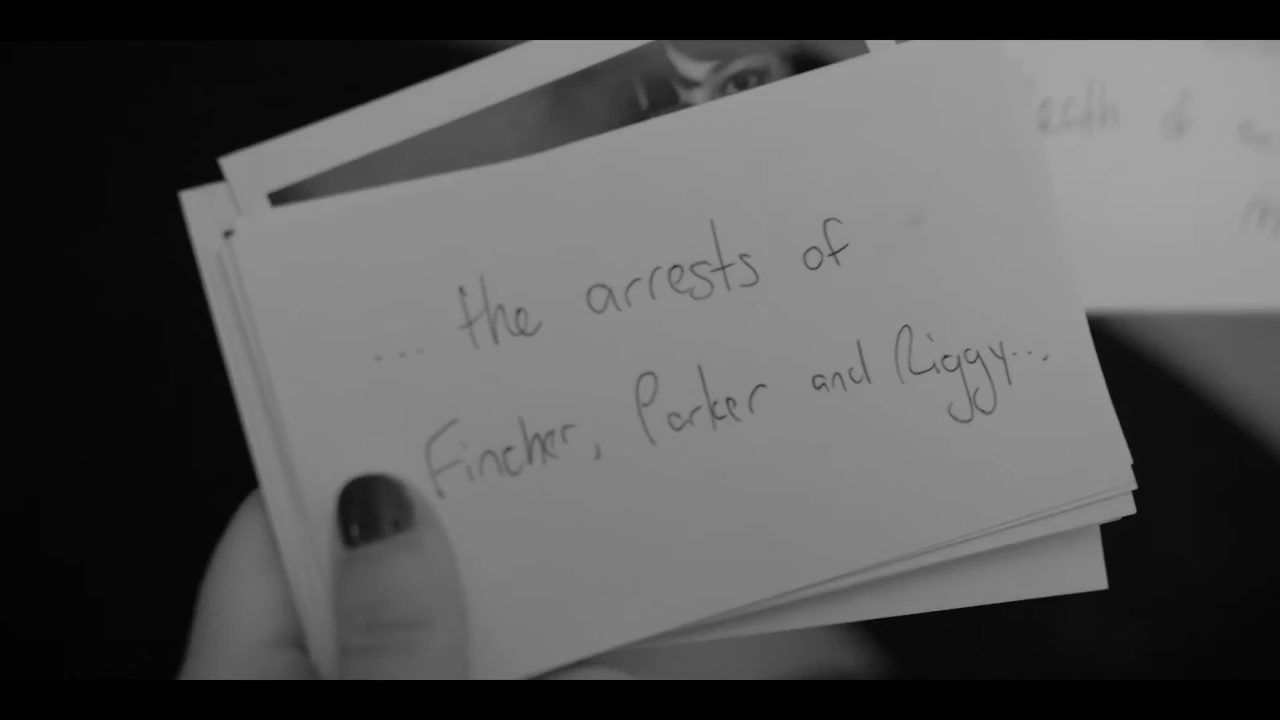 ... the arrests of
Fincher, Parker and Riggy...